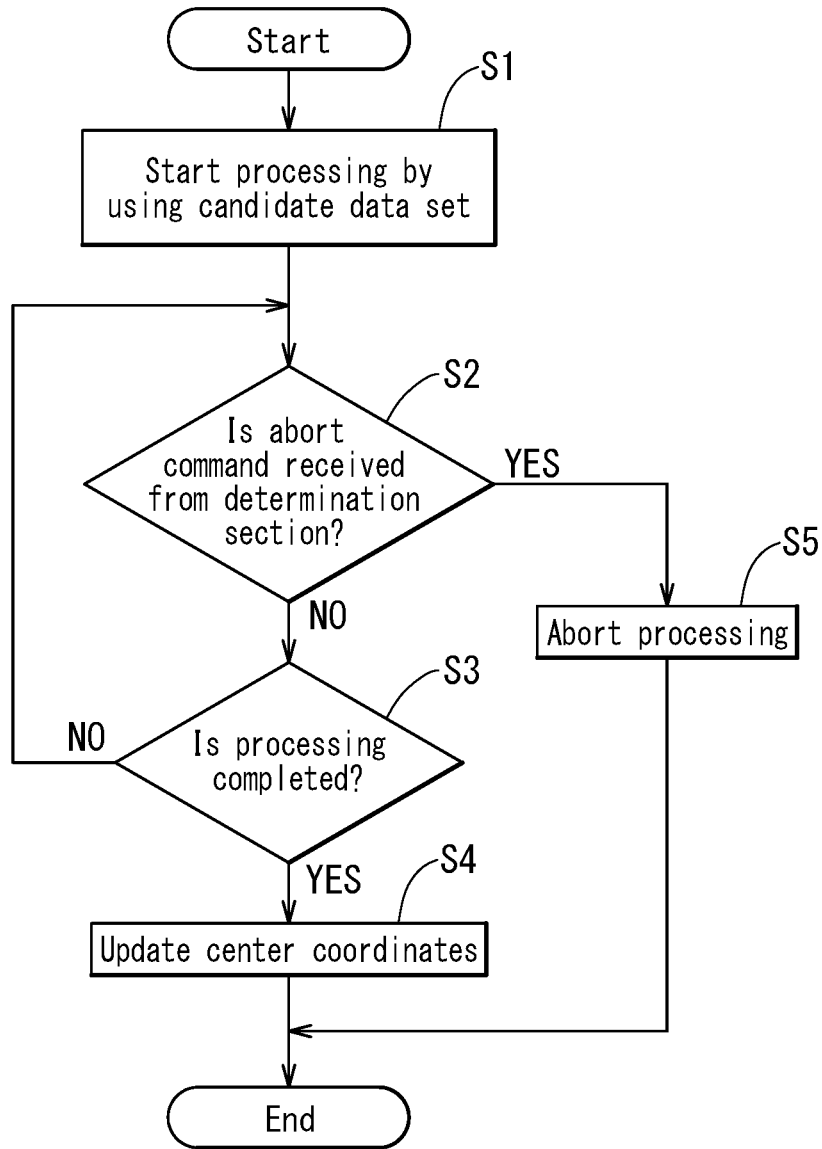 Start
S1
Start processing by
using candidate data set
S2
Is abort
command received
from determination
section?
YES
NO
S5
Abort processing
S3
Is processing
completed?
NO
YES
S4
Update center coordinates
End